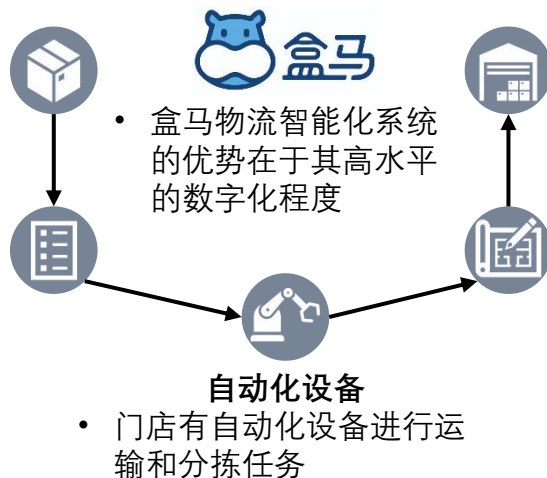 盒马
• 盒马物流智能化系统
的优势在于其高水平
的数字化程度
自动化设备
• 门店有自动化设备进行运
输和分拣任务